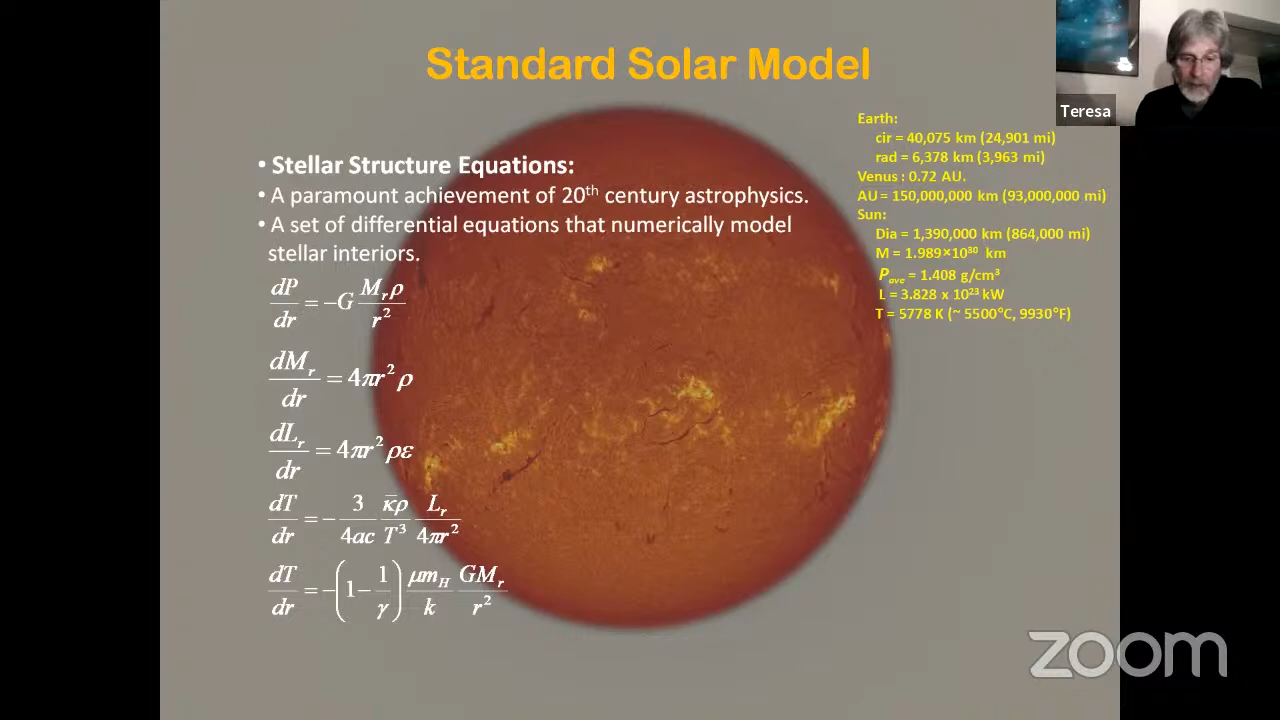 Standard Solar Model
Teresa
• Stellar Structure Equations:
• A paramount achievement of 20th century astrophysics.
• A set of differential equations that numerically model
stellar interiors.
dP/dr = −G M_r ρ / r²
dM_r/dr = 4πr²ρ
dL_r/dr = 4πr²ρε
dT/dr = − 3/4ac κ̄ρ/T³ L_r/4πr²
dT/dr = −(1 − 1/γ) μm_H/k GM_r/r²
Earth:
cir = 40,075 km (24,901 mi)
rad = 6,378 km (3,963 mi)
Venus : 0.72 AU.
AU = 150,000,000 km (93,000,000 mi)
Sun:
Dia = 1,390,000 km (864,000 mi)
M = 1.989×10³⁰ km
P_ave = 1.408 g/cm³
L = 3.828 x 10²³ kW
T = 5778 K (~ 5500°C, 9930°F)
zoom